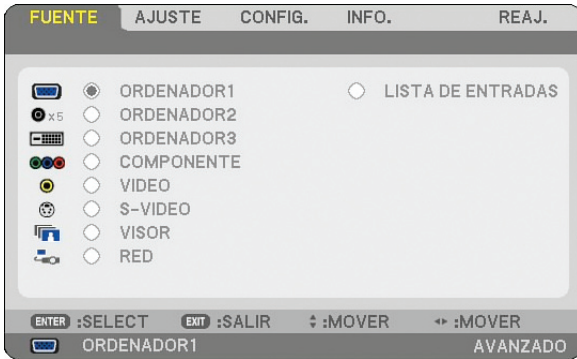 FUENTE AJUSTE CONFIG. INFO. REAJ.
ORDENADOR1 LISTA DE ENTRADAS
x5 ORDENADOR2
ORDENADOR3
COMPONENTE
VIDEO
S-VIDEO
VISOR
RED
ENTER :SELECT EXIT :SALIR :MOVER :MOVER
ORDENADOR1 AVANZADO